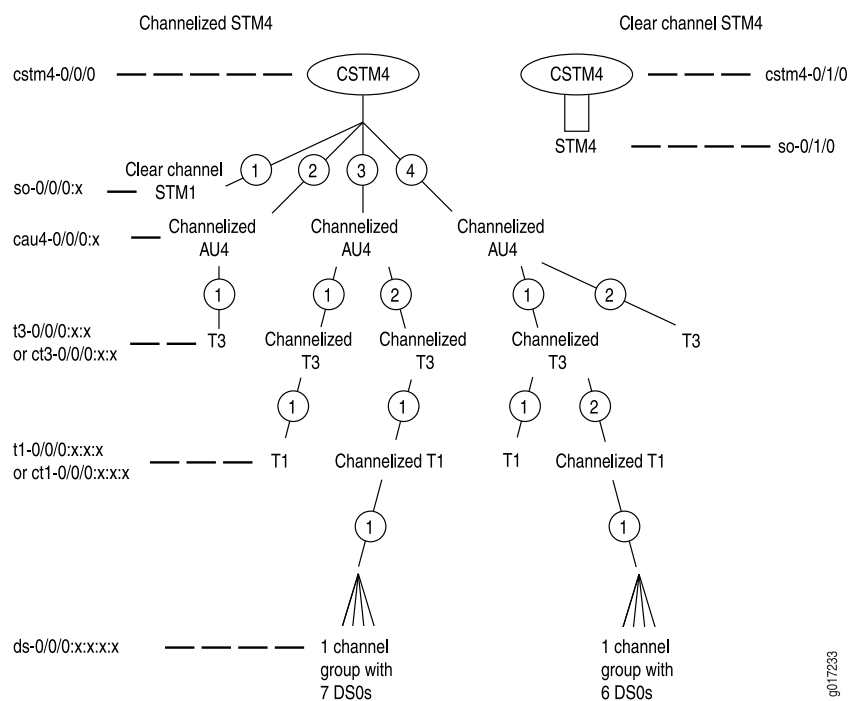 Channelized STM4
Clear channel STM4
cstm4-0/0/0
CSTM4
CSTM4
cstm4-0/1/0
STM4
so-0/1/0
so-0/0/0:x
Clear channel
STM1
1
2
3
4
cau4-0/0/0:x
Channelized
AU4
Channelized
AU4
Channelized
AU4
1
1
2
1
2
t3-0/0/0:x:x
or ct3-0/0/0:x:x
T3
Channelized
T3
Channelized
T3
Channelized
T3
T3
1
1
1
2
t1-0/0/0:x:x:x
or ct1-0/0/0:x:x:x
T1
Channelized T1
T1
Channelized T1
1
1
ds-0/0/0:x:x:x:x
1 channel
group with
7 DS0s
1 channel
group with
6 DS0s
g017233